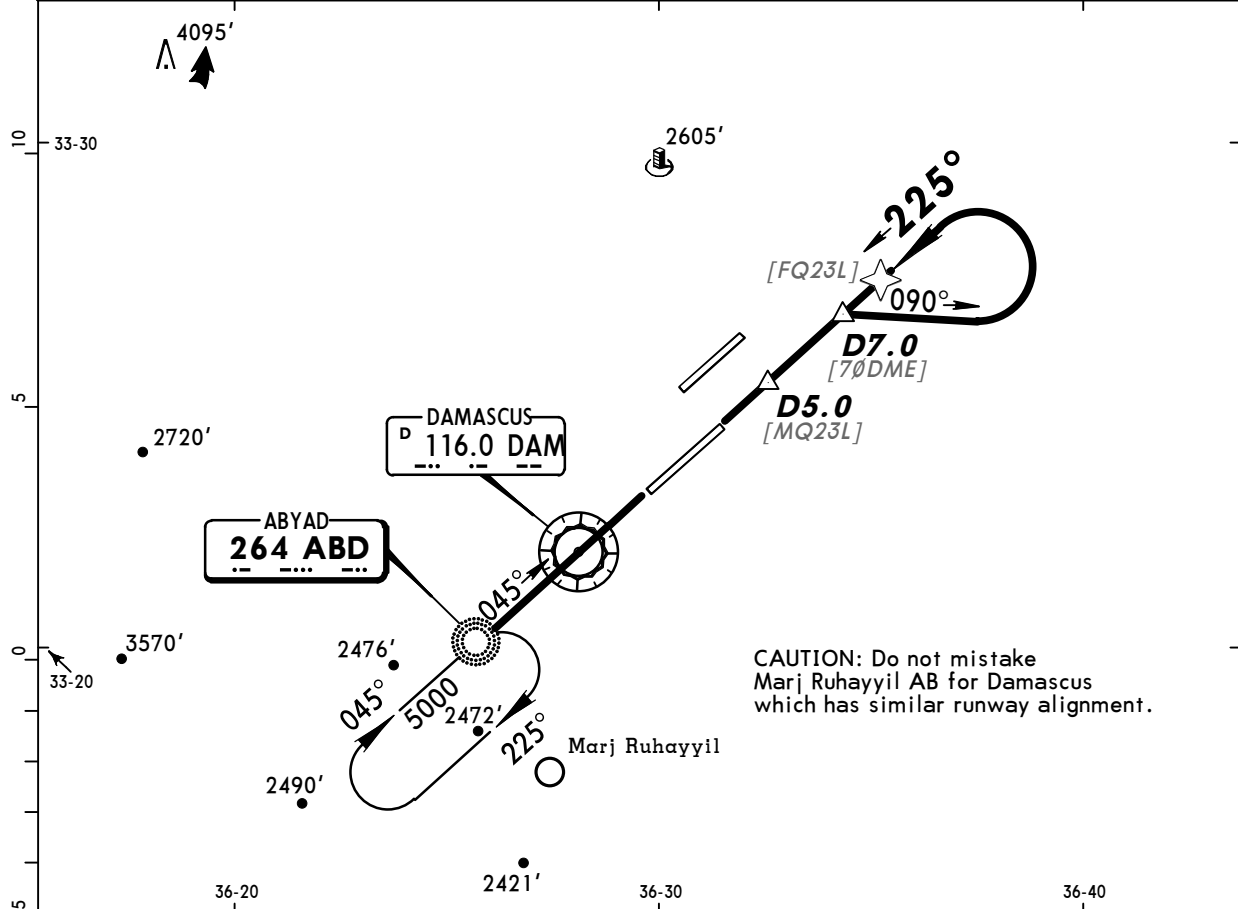 4095'
10
33-30
2605'
225°
[FQ23L]
090°
D7.0
[7Ø0DME]
D5.0
[MQ23L]
5
2720'
DAMASCUS
D 116.0 DAM
ABYAD
264 ABD
045°
0
33-20
3570'
2476'
045°
5000
2472'
225°
CAUTION: Do not mistake
Marj Ruhayyil AB for Damascus
which has similar runway alignment.
Marj Ruhayyil
2490'
2421'
5
36-20
36-30
36-40